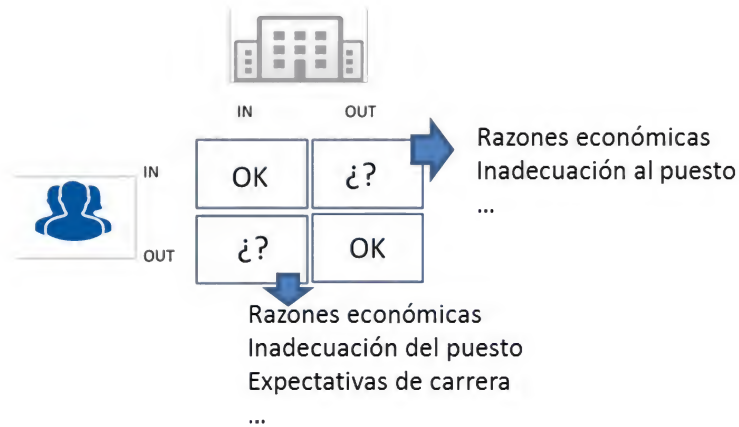 IN OUT
IN OK ¿?
OUT ¿? OK
Razones económicas
Inadecuación al puesto
...
Razones económicas
Inadecuación del puesto
Expectativas de carrera
...